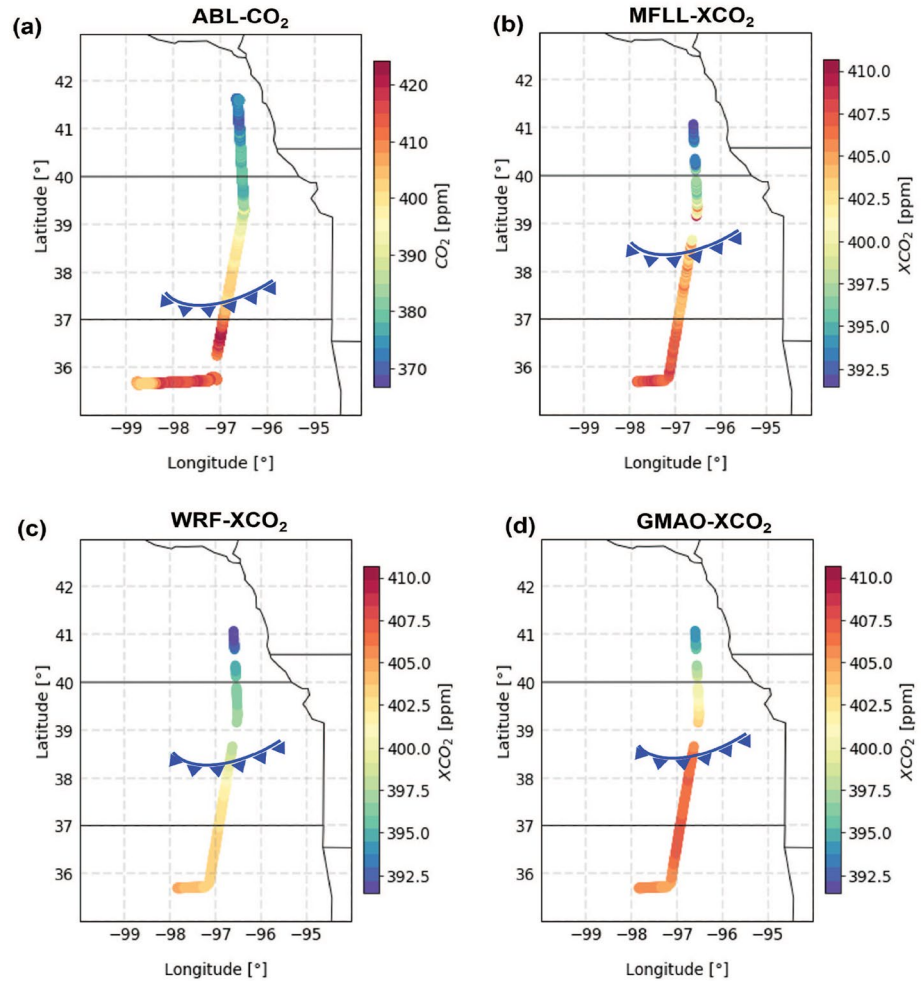 (a)
ABL-CO₂
42
41
40
39
38
37
36
Latitude [°]
−99 −98 −97 −96 −95
Longitude [°]
420
410
400
390
380
370
CO₂ [ppm]
(b)
MFLL-XCO₂
42
41
40
39
38
37
36
Latitude [°]
−99 −98 −97 −96 −95
Longitude [°]
410.0
407.5
405.0
402.5
400.0
397.5
395.0
392.5
XCO₂ [ppm]
(c)
WRF-XCO₂
42
41
40
39
38
37
36
Latitude [°]
−99 −98 −97 −96 −95
Longitude [°]
410.0
407.5
405.0
402.5
400.0
397.5
395.0
392.5
XCO₂ [ppm]
(d)
GMAO-XCO₂
42
41
40
39
38
37
36
Latitude [°]
−99 −98 −97 −96 −95
Longitude [°]
410.0
407.5
405.0
402.5
400.0
397.5
395.0
392.5
XCO₂ [ppm]